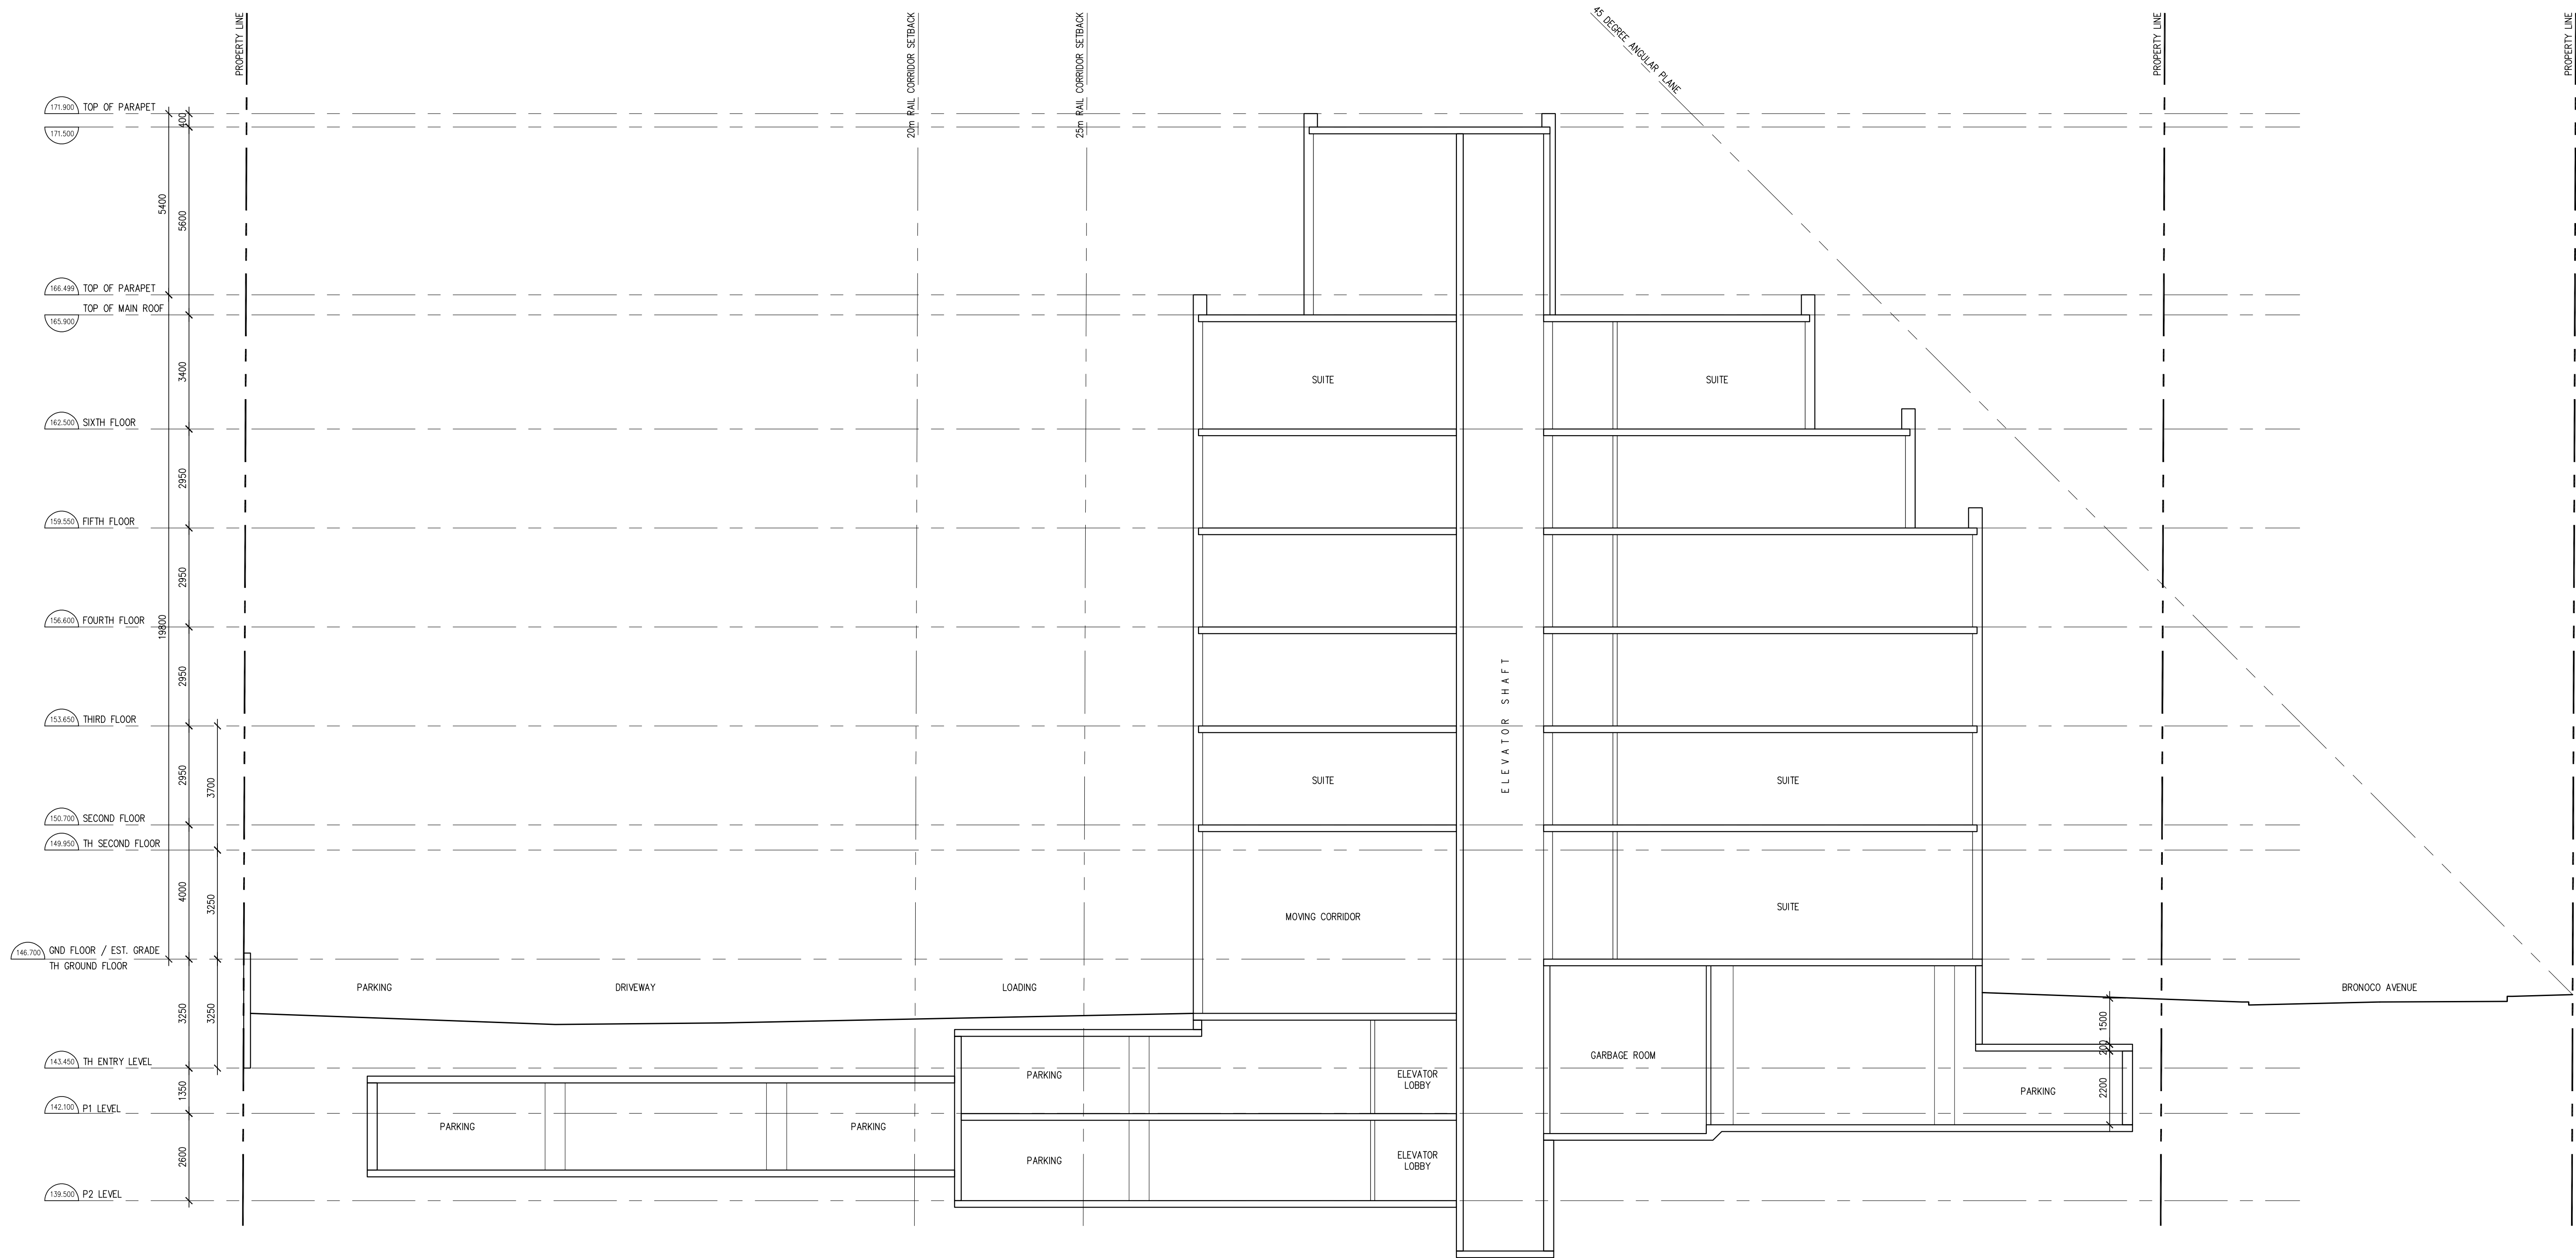 PROPERTY LINE
20m RAIL CORRIDOR SETBACK
25m RAIL CORRIDOR SETBACK
45 DEGREE ANGULAR PLANE
PROPERTY LINE
PROPERTY LINE
171.900 TOP OF PARAPET
400
171.500
5400
5600
166.499 TOP OF PARAPET
TOP OF MAIN ROOF
165.900
3400
SUITE
SUITE
162.500 SIXTH FLOOR
2950
159.550 FIFTH FLOOR
2950
156.600 FOURTH FLOOR
19800
2950
ELEVATOR SHAFT
153.650 THIRD FLOOR
2950
3700
SUITE
SUITE
150.700 SECOND FLOOR
149.950 TH SECOND FLOOR
4000
3250
MOVING CORRIDOR
SUITE
146.700 GND FLOOR / EST. GRADE
TH GROUND FLOOR
PARKING
DRIVEWAY
LOADING
BRONOCO AVENUE
3250
3250
1500
200
2200
143.450 TH ENTRY LEVEL
GARBAGE ROOM
PARKING
ELEVATOR
LOBBY
1350
PARKING
142.100 P1 LEVEL
PARKING
PARKING
2600
PARKING
ELEVATOR
LOBBY
139.500 P2 LEVEL